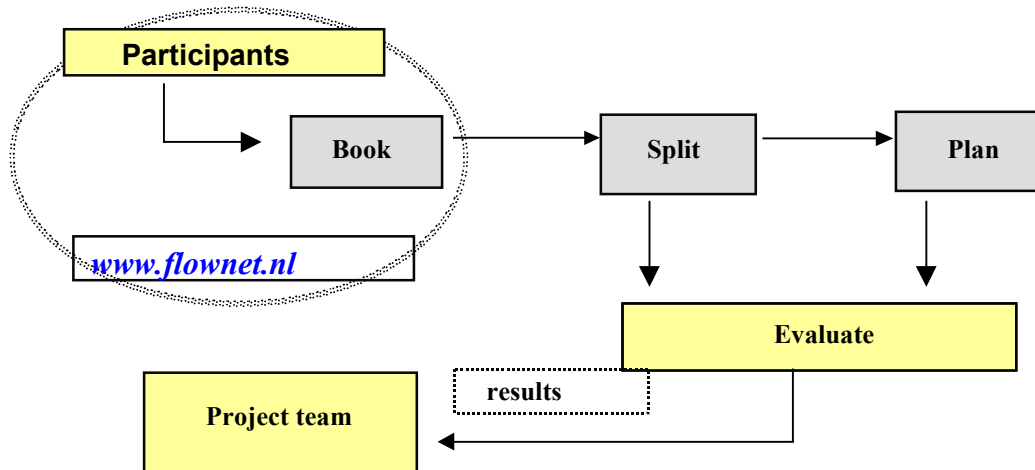 Participants
Book
Split
Plan
www.flownet.nl
Evaluate
results
Project team